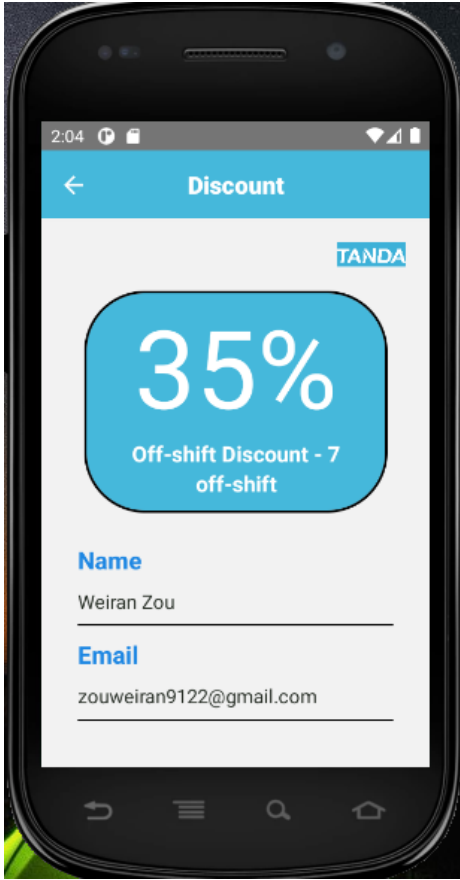 2:04
Discount
TANDA
35%
Off-shift Discount - 7
off-shift
Name
Weiran Zou
Email
zouweiran9122@gmail.com